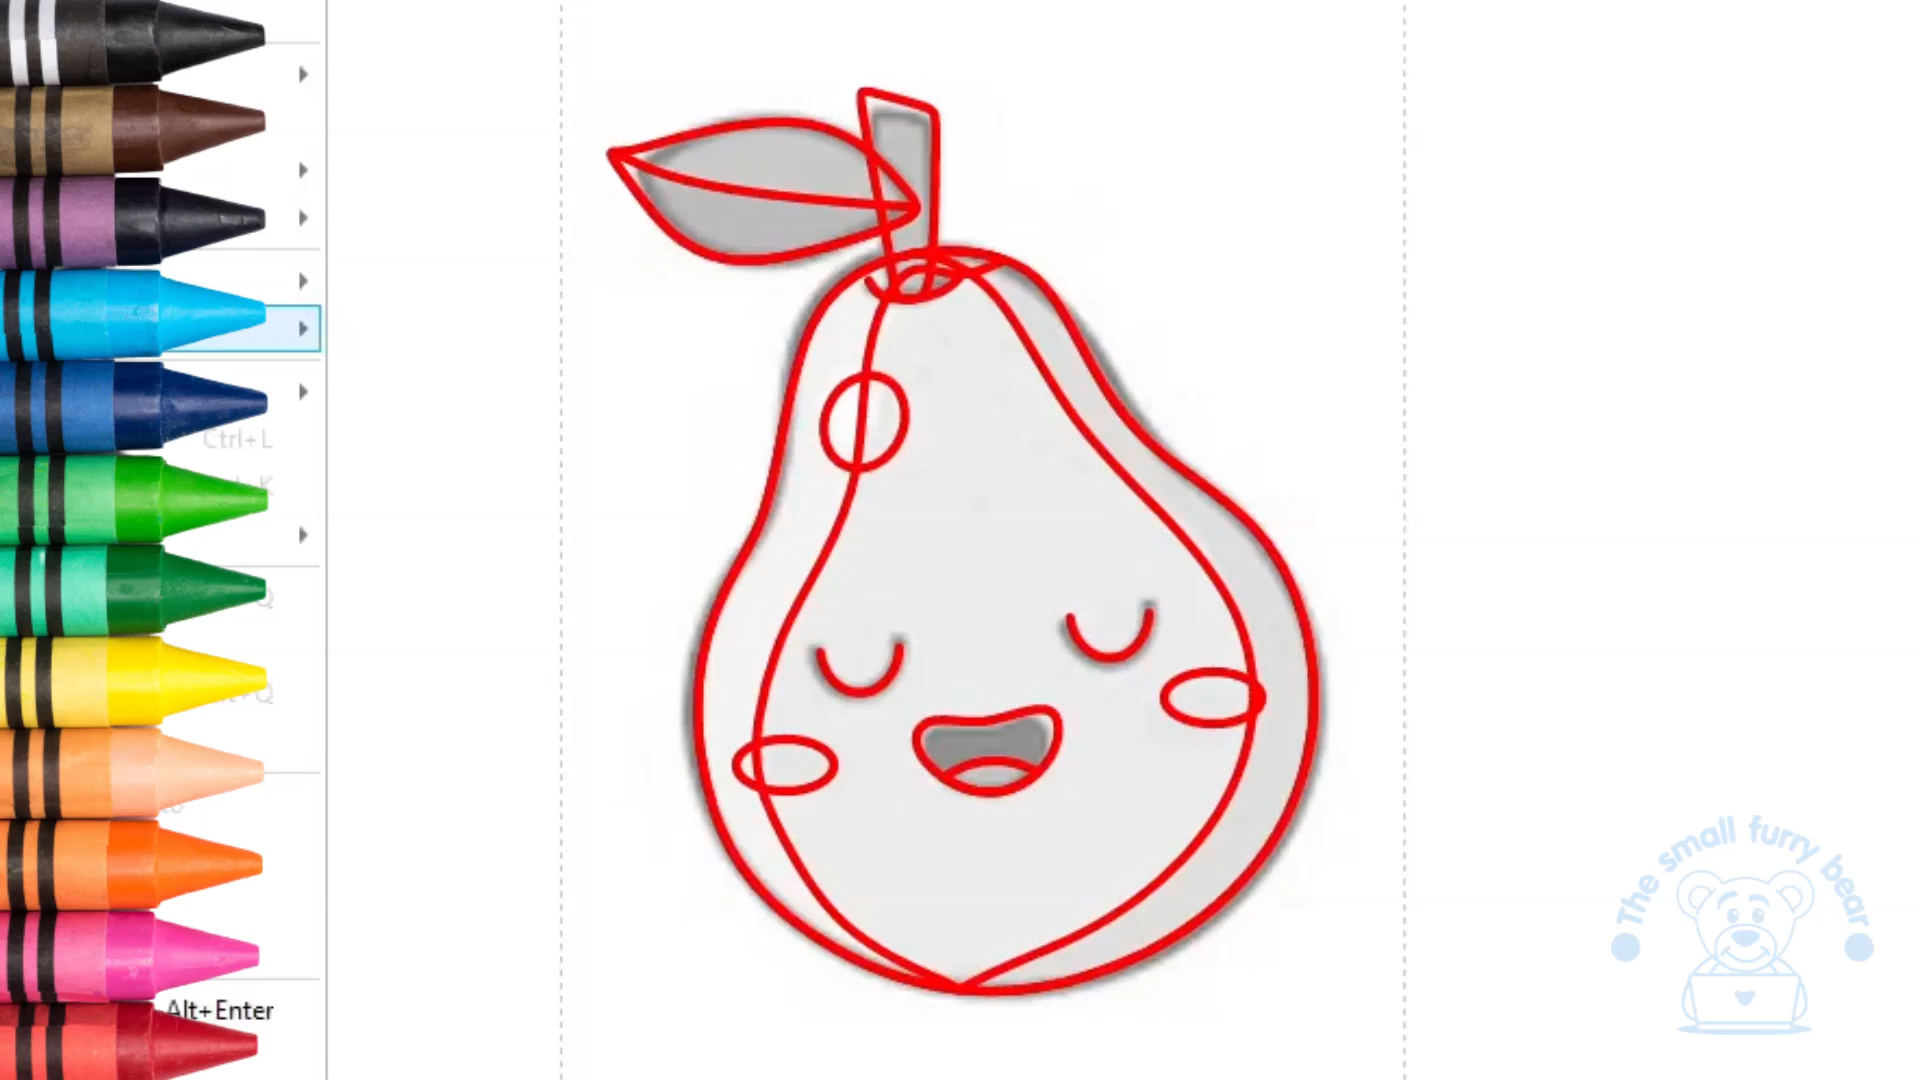 Ctrl+L
K
Q
Q
Alt+Enter
The small furry bear